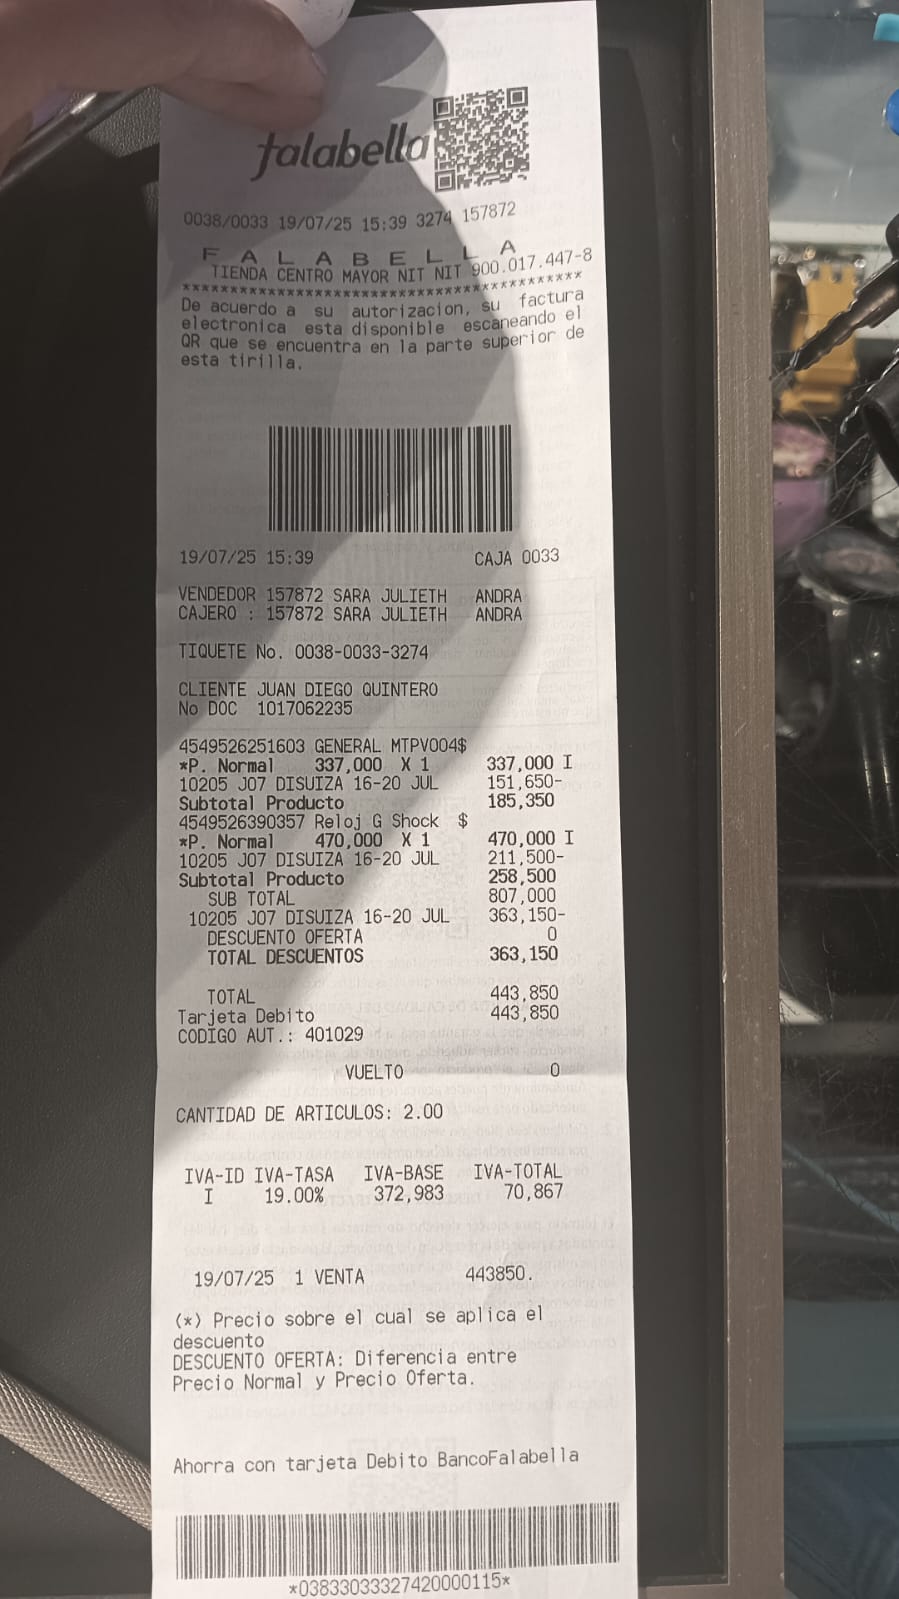 falabella
0038/0033 19/07/25 15:39 3274 157872
F A L A B E L L A
TIENDA CENTRO MAYOR NIT NIT 900.017.447-8
******************************************
De acuerdo a su autorizacion, su factura
electronica esta disponible escaneando el
QR que se encuentra en la parte superior de
esta tirilla.
19/07/25 15:39 CAJA 0033
VENDEDOR 157872 SARA JULIETH ANDRA
CAJERO : 157872 SARA JULIETH ANDRA
TIQUETE No. 0038-0033-3274
CLIENTE JUAN DIEGO QUINTERO
No DOC 1017062235
4549526251603 GENERAL MTPV004$
*P. Normal 337,000 X 1 337,000 I
10205 J07 DISUIZA 16-20 JUL 151,650-
Subtotal Producto 185,350
4549526390357 Reloj G Shock $
*P. Normal 470,000 X 1 470,000 I
10205 J07 DISUIZA 16-20 JUL 211,500-
Subtotal Producto 258,500
SUB TOTAL 807,000
10205 J07 DISUIZA 16-20 JUL 363,150-
DESCUENTO OFERTA 0
TOTAL DESCUENTOS 363,150
TOTAL 443,850
Tarjeta Debito 443,850
CODIGO AUT.: 401029
VUELTO 0
CANTIDAD DE ARTICULOS: 2.00
IVA-ID IVA-TASA IVA-BASE IVA-TOTAL
I 19.00% 372,983 70,867
19/07/25 1 VENTA 443850.
(*) Precio sobre el cual se aplica el
descuento
DESCUENTO OFERTA: Diferencia entre
Precio Normal y Precio Oferta.
Ahorra con tarjeta Debito BancoFalabella
*03833033327420000115*